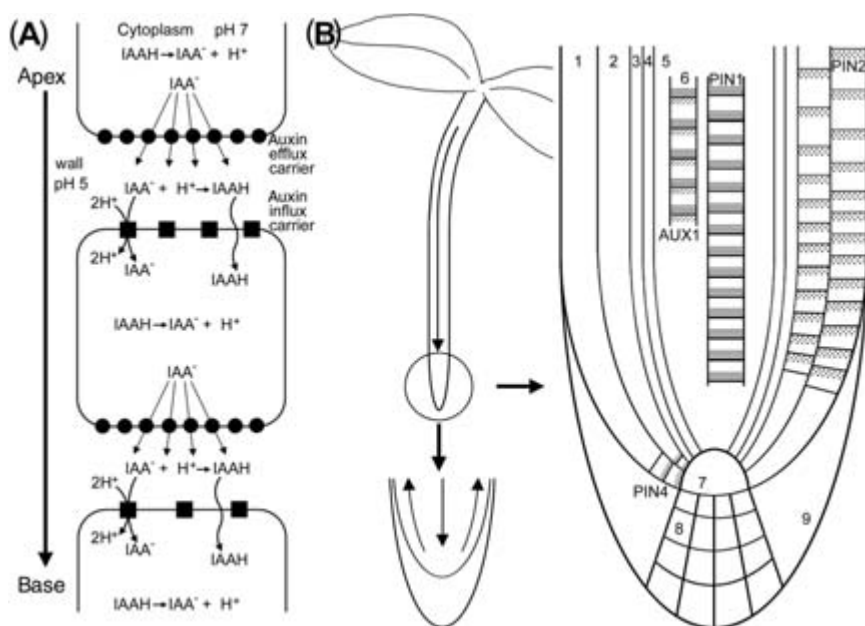 (A)
Cytoplasm pH 7
IAAH→IAA⁻ + H⁺
Apex
IAA⁻
Auxin
efflux
carrier
wall
pH 5
IAA⁻ + H⁺→IAAH
Auxin
influx
carrier
2H⁺
2H⁺
IAA⁻
IAAH
IAAH→IAA⁻ + H⁺
IAA⁻
IAA⁻ + H⁺→IAAH
2H⁺
2H⁺
IAA⁻
IAAH
Base
IAAH→IAA⁻ + H⁺
(B)
1 2 3 4 5
6 PIN1 PIN2
AUX1
PIN4
7
8
9